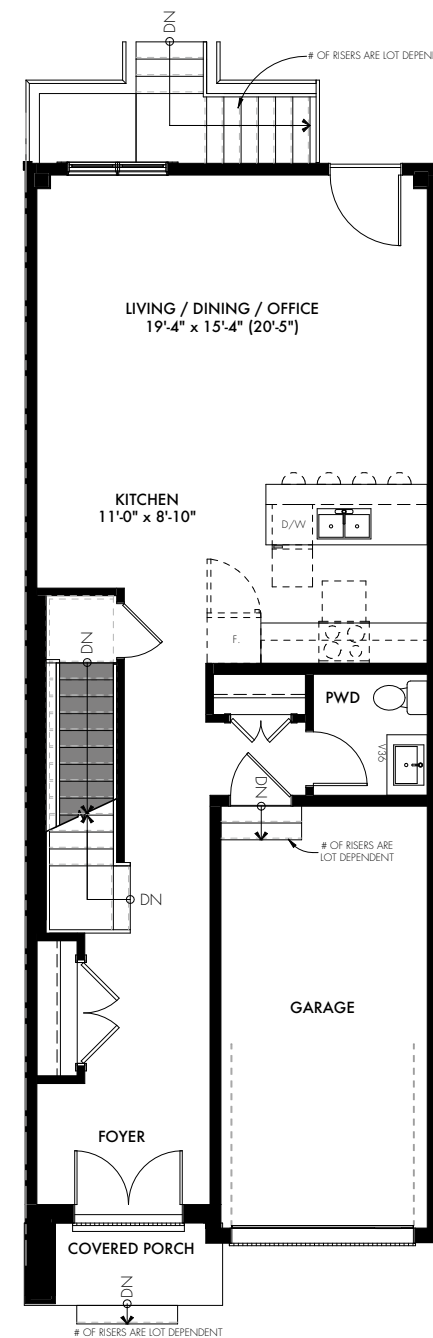 DN
# OF RISERS ARE LOT DEPEN
LIVING / DINING / OFFICE
19'-4" x 15'-4" (20'-5")
KITCHEN
11'-0" x 8'-10"
D/W
F.
DN
PWD
V36
DN
# OF RISERS ARE
LOT DEPENDENT
DN
GARAGE
FOYER
COVERED PORCH
DN
# OF RISERS ARE LOT DEPENDENT